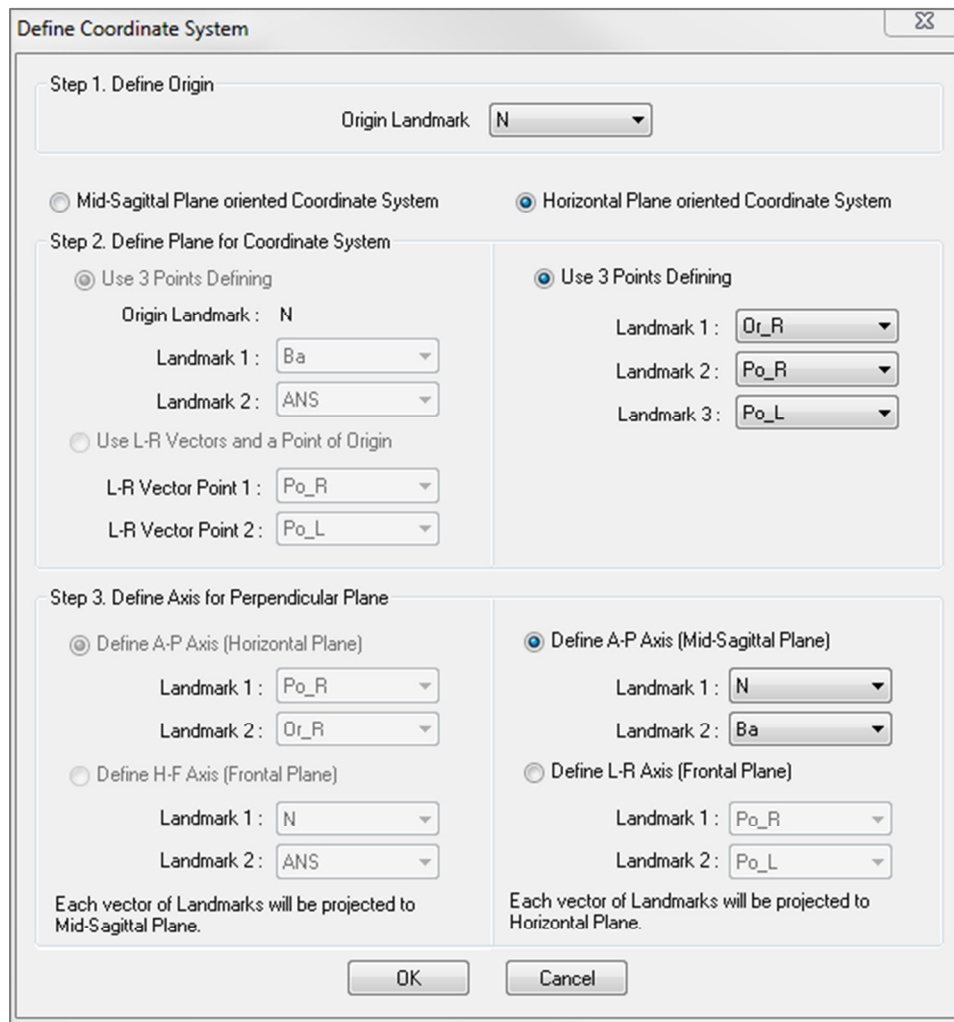 Define Coordinate System
Step 1. Define Origin
Origin Landmark N
Mid-Sagittal Plane oriented Coordinate System
Horizontal Plane oriented Coordinate System
Step 2. Define Plane for Coordinate System
Use 3 Points Defining
Origin Landmark : N
Landmark 1 : Ba
Landmark 2 : ANS
Use L-R Vectors and a Point of Origin
L-R Vector Point 1 : Po_R
L-R Vector Point 2 : Po_L
Use 3 Points Defining
Landmark 1 : Or_R
Landmark 2 : Po_R
Landmark 3 : Po_L
Step 3. Define Axis for Perpendicular Plane
Define A-P Axis (Horizontal Plane)
Landmark 1 : Po_R
Landmark 2 : Or_R
Define H-F Axis (Frontal Plane)
Landmark 1 : N
Landmark 2 : ANS
Each vector of Landmarks will be projected to
Mid-Sagittal Plane.
Define A-P Axis (Mid-Sagittal Plane)
Landmark 1 : N
Landmark 2 : Ba
Define L-R Axis (Frontal Plane)
Landmark 1 : Po_R
Landmark 2 : Po_L
Each vector of Landmarks will be projected to
Horizontal Plane.
OK
Cancel